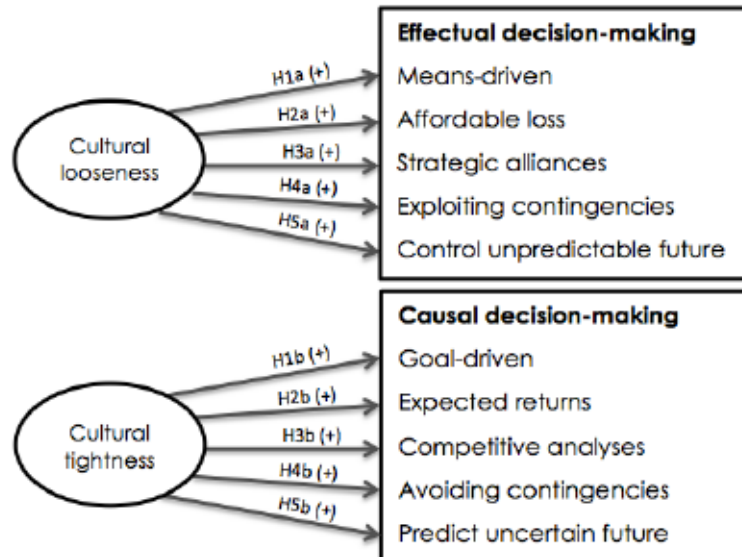 Effectual decision-making
H1a (+)
Means-driven
H2a (+)
Affordable loss
Cultural
looseness
H3a (+)
Strategic alliances
H4a (+)
Exploiting contingencies
H5a (+)
Control unpredictable future
Causal decision-making
H1b (+)
Goal-driven
H2b (+)
Expected returns
Cultural
tightness
H3b (+)
Competitive analyses
H4b (+)
Avoiding contingencies
H5b (+)
Predict uncertain future